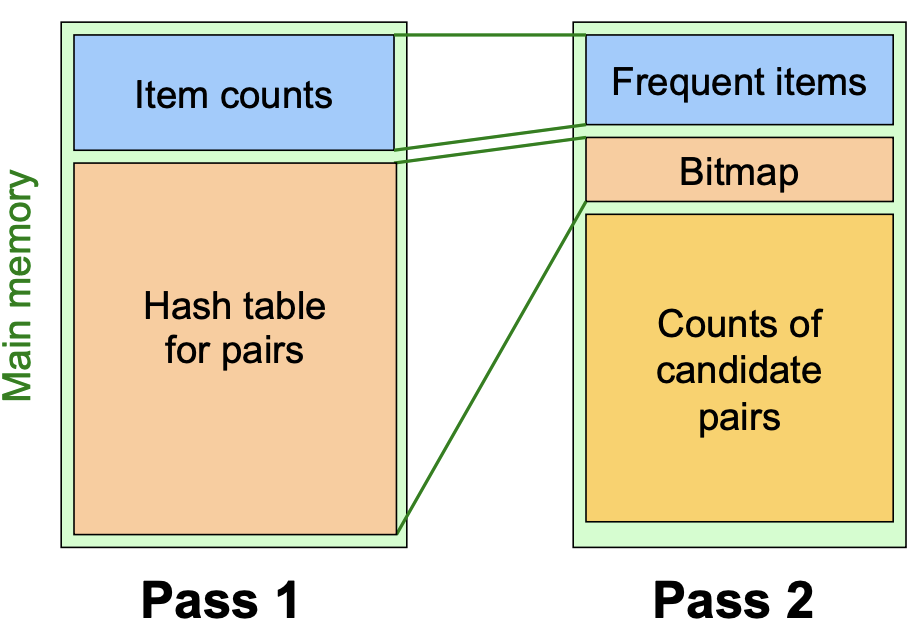 Main memory
Item counts
Hash table
for pairs
Pass 1
Frequent items
Bitmap
Counts of
candidate
pairs
Pass 2